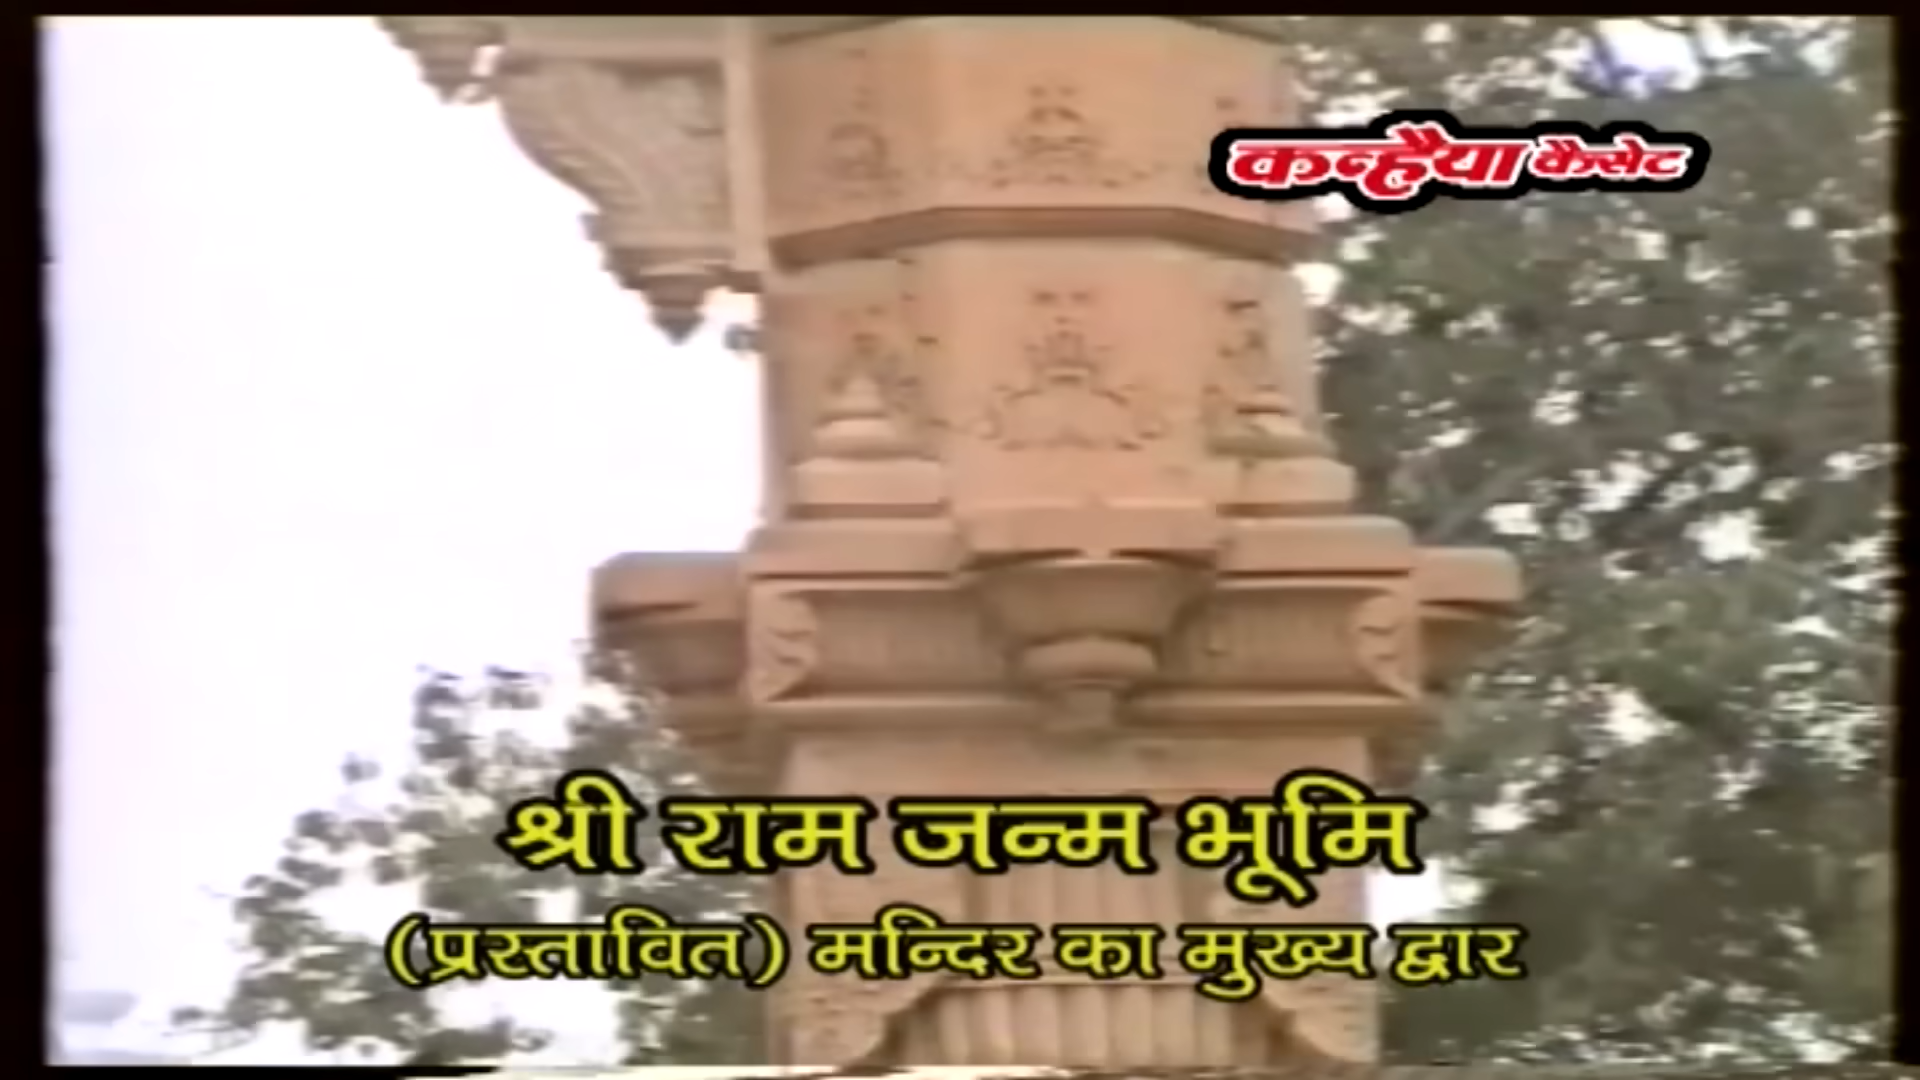 कन्हैया कैसेट
श्री राम जन्म भूमि
(प्रस्तावित) मन्दिर का मुख्य द्वार